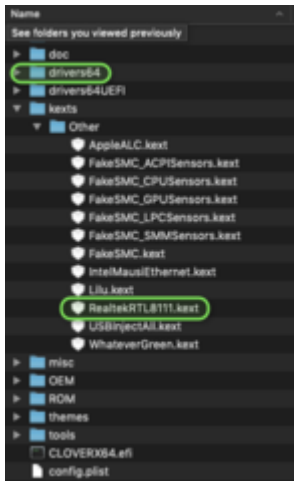 Name
See folders you viewed previously
doc
drivers64
drivers64UEFI
kexts
Other
AppleALC.kext
FakeSMC_ACPISensors.kext
FakeSMC_CPUSensors.kext
FakeSMC_GPUSensors.kext
FakeSMC_LPCSensors.kext
FakeSMC_SMMSensors.kext
FakeSMC.kext
IntelMausiEthernet.kext
Lilu.kext
RealtekRTL8111.kext
USBInjectAll.kext
WhateverGreen.kext
misc
OEM
ROM
themes
tools
CLOVERX64.efi
config.plist